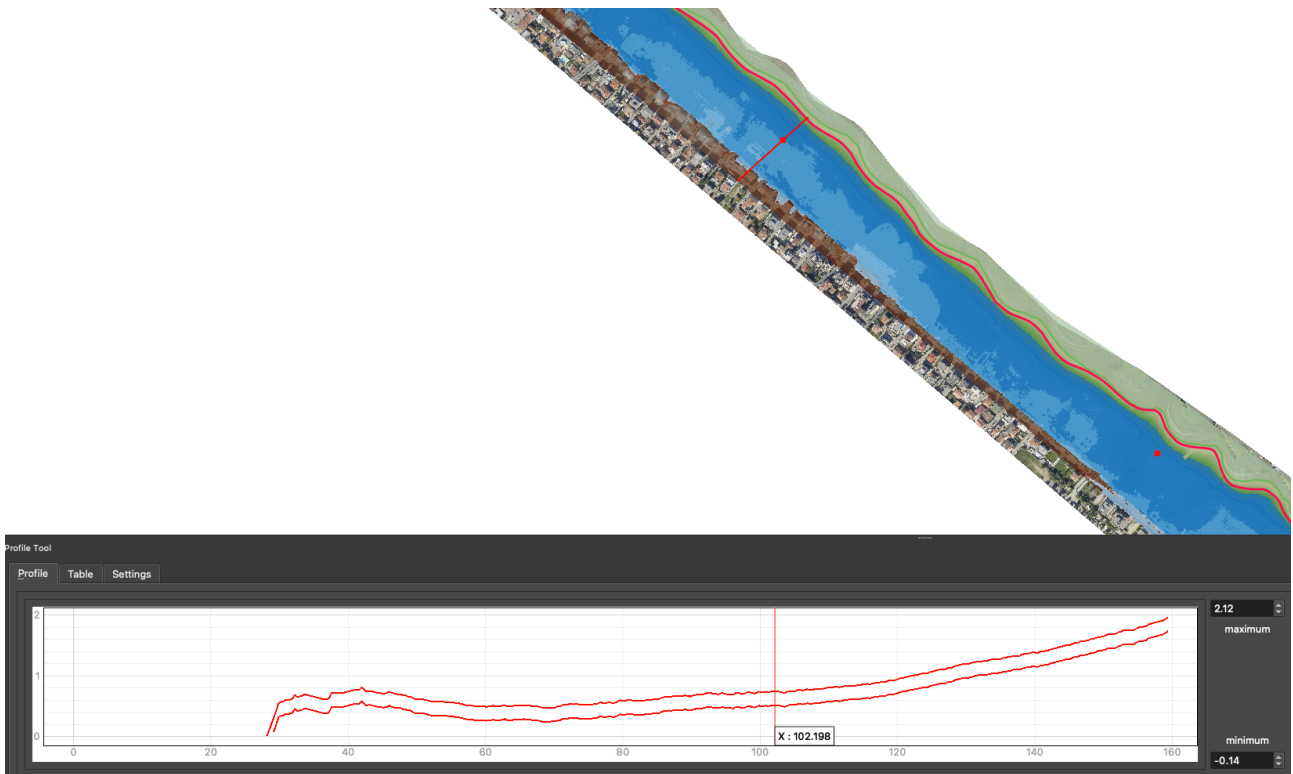 Profile Tool
Profile Table Settings
2
1
0
0 20 40 60 80 100 120 140 160
X : 102.198
2.12
maximum
minimum
-0.14